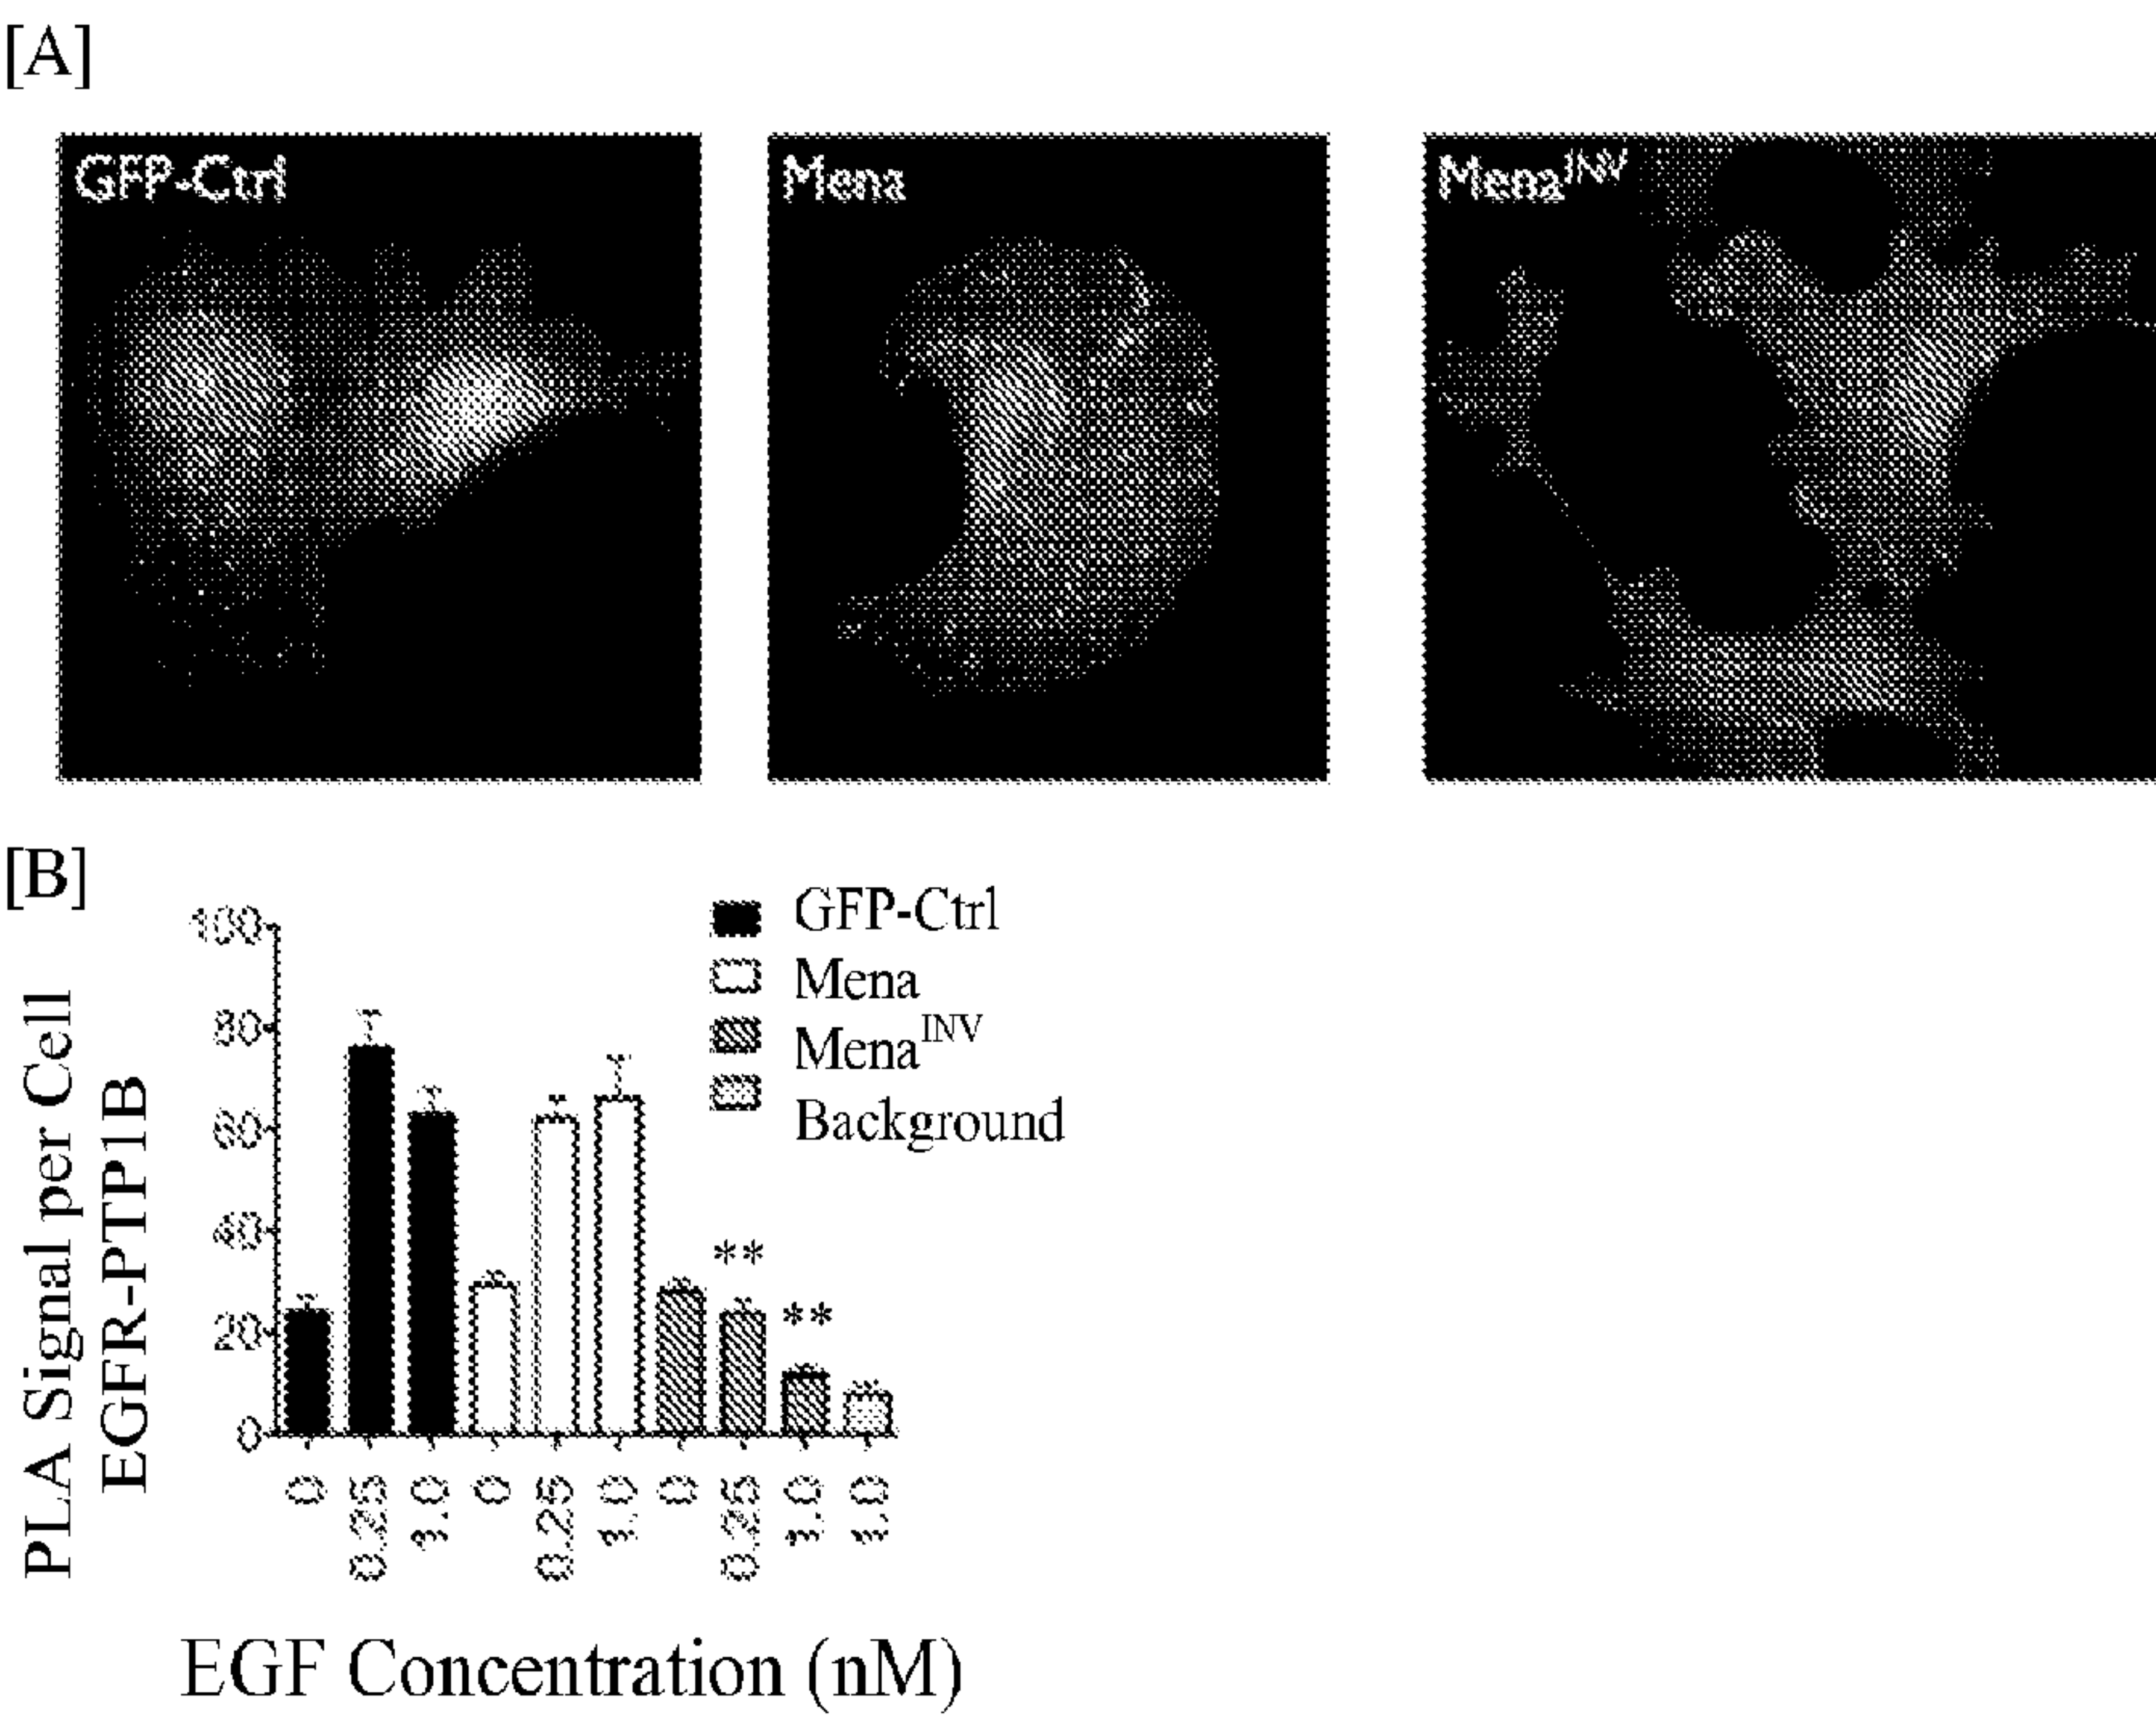 [A]
GFP-Ctrl
Mena
Mena^INV
[B]
PLA Signal per Cell
EGFR-PTP1B
100
80
60
40
20
0
GFP-Ctrl
Mena
Mena^INV
Background
**
**
0
0.25
1.0
0
0.25
1.0
0
0.25
1.0
1.0
EGF Concentration (nM)